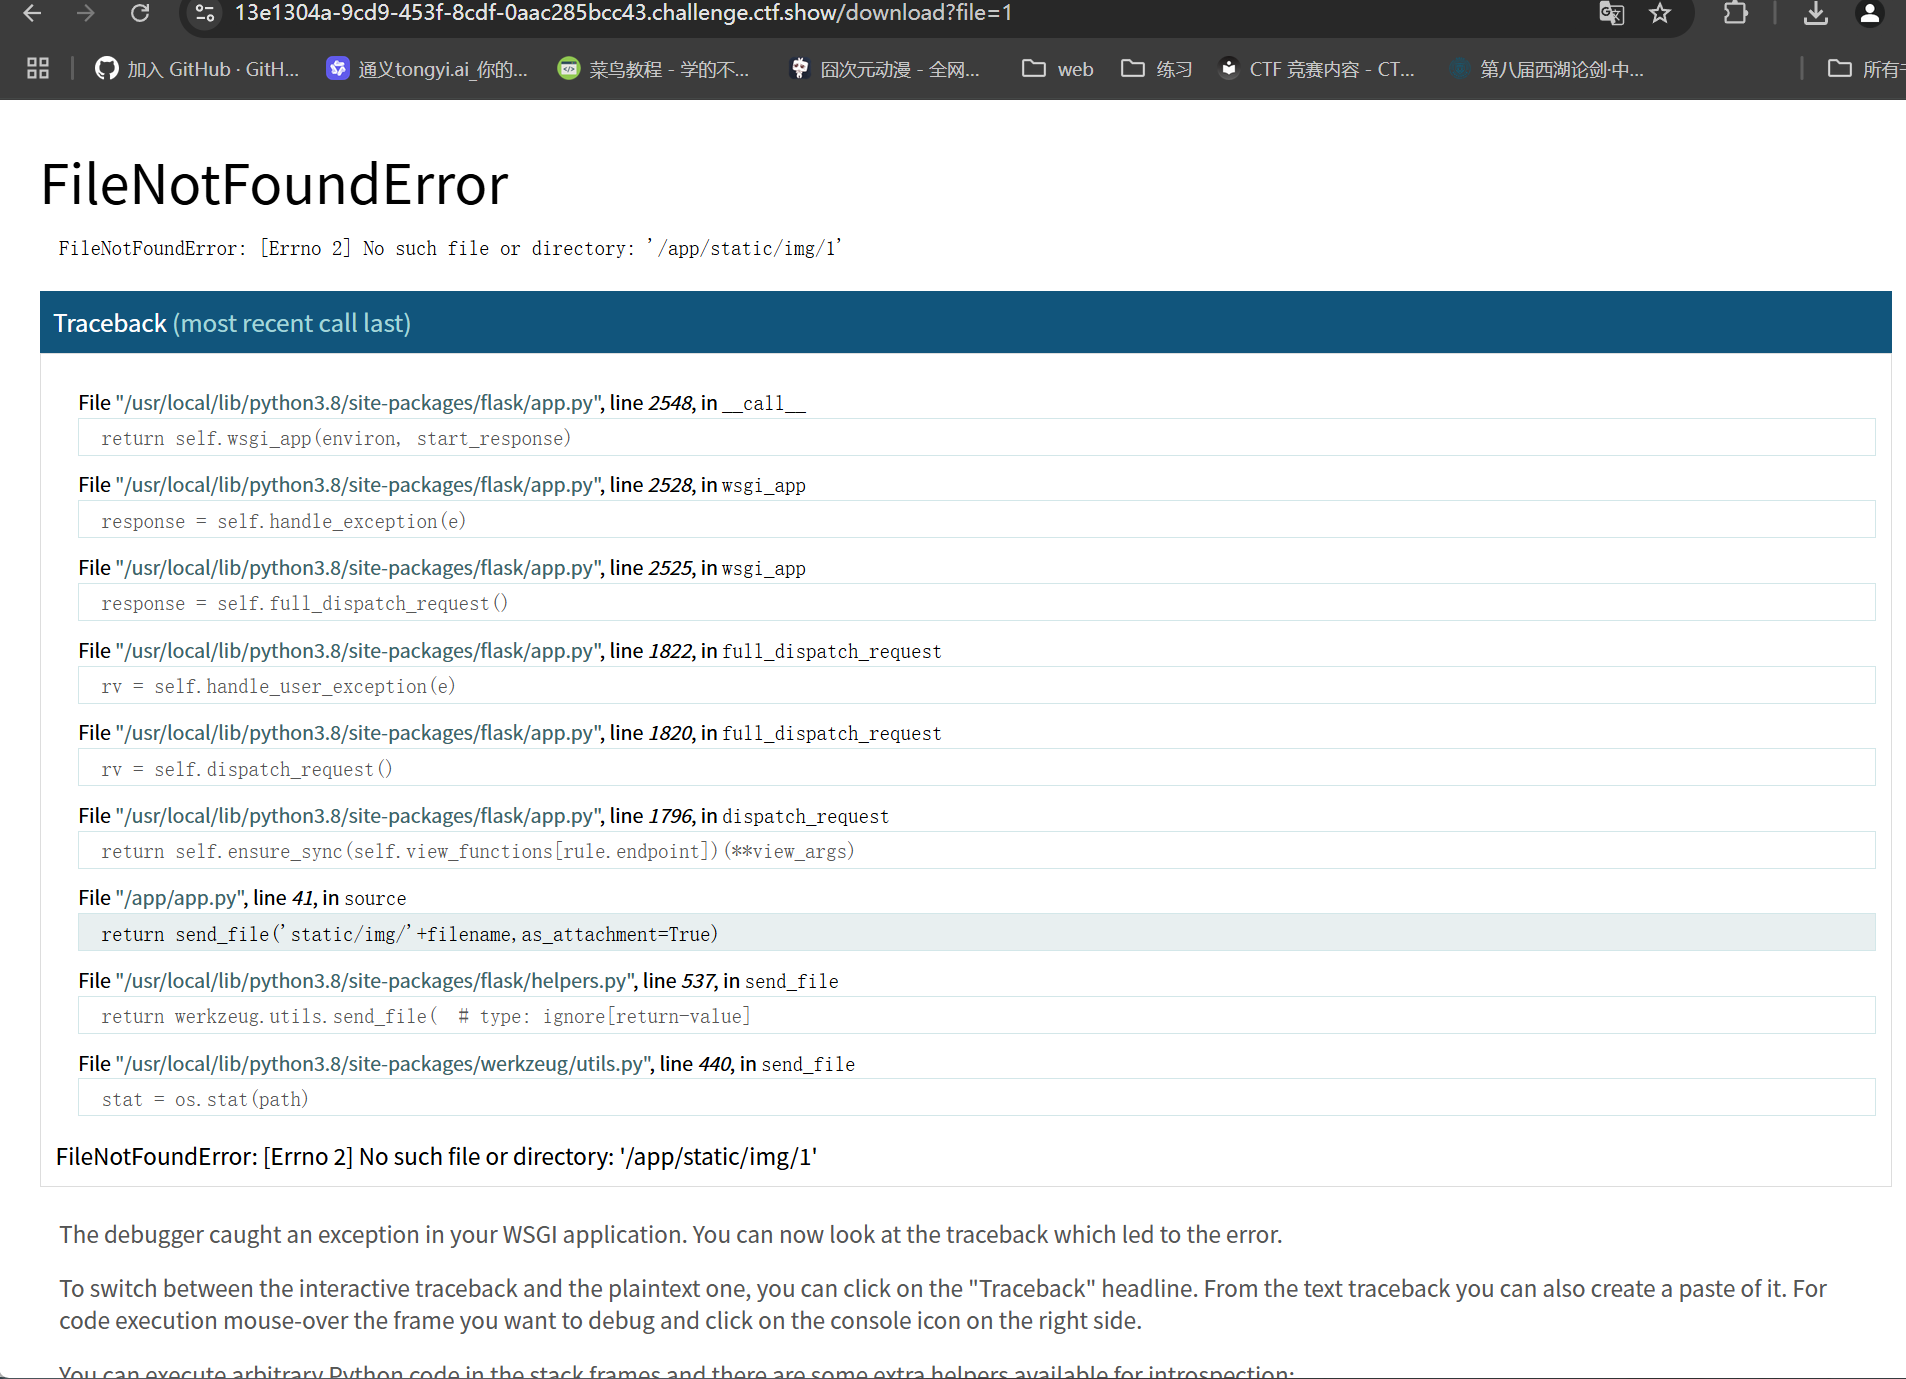 13e1304a-9cd9-453f-8cdf-0aac285bcc43.challenge.ctf.show/download?file=1
加入 GitHub · GitH... 通义tongyi.ai_你的... 菜鸟教程 - 学的不... 囧次元动漫 - 全网... web 练习 CTF 竞赛内容 - CT... 第八届西湖论剑·中... 所有
FileNotFoundError
FileNotFoundError: [Errno 2] No such file or directory: '/app/static/img/1'
Traceback (most recent call last)
File "/usr/local/lib/python3.8/site-packages/flask/app.py", line 2548, in __call__
return self.wsgi_app(environ, start_response)
File "/usr/local/lib/python3.8/site-packages/flask/app.py", line 2528, in wsgi_app
response = self.handle_exception(e)
File "/usr/local/lib/python3.8/site-packages/flask/app.py", line 2525, in wsgi_app
response = self.full_dispatch_request()
File "/usr/local/lib/python3.8/site-packages/flask/app.py", line 1822, in full_dispatch_request
rv = self.handle_user_exception(e)
File "/usr/local/lib/python3.8/site-packages/flask/app.py", line 1820, in full_dispatch_request
rv = self.dispatch_request()
File "/usr/local/lib/python3.8/site-packages/flask/app.py", line 1796, in dispatch_request
return self.ensure_sync(self.view_functions[rule.endpoint])(**view_args)
File "/app/app.py", line 41, in source
return send_file('static/img/'+filename,as_attachment=True)
File "/usr/local/lib/python3.8/site-packages/flask/helpers.py", line 537, in send_file
return werkzeug.utils.send_file(  # type: ignore[return-value]
File "/usr/local/lib/python3.8/site-packages/werkzeug/utils.py", line 440, in send_file
stat = os.stat(path)
FileNotFoundError: [Errno 2] No such file or directory: '/app/static/img/1'
The debugger caught an exception in your WSGI application. You can now look at the traceback which led to the error.
To switch between the interactive traceback and the plaintext one, you can click on the "Traceback" headline. From the text traceback you can also create a paste of it. For
code execution mouse-over the frame you want to debug and click on the console icon on the right side.
You can execute arbitrary Python code in the stack frames and there are some extra helpers available for introspection: